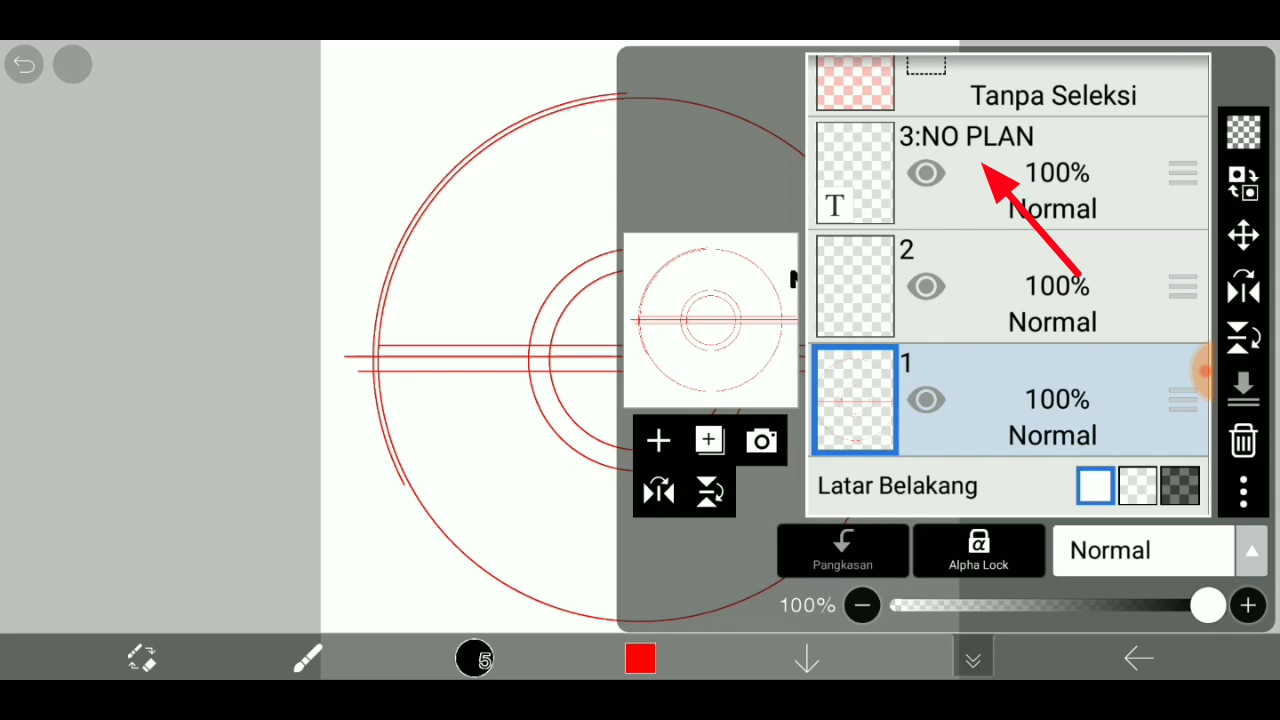 Tanpa Seleksi
3:NO PLAN
100%
T
Normal
2
100%
Normal
1
100%
Normal
Latar Belakang
Pangkasan
α
Alpha Lock
Normal
100%
5